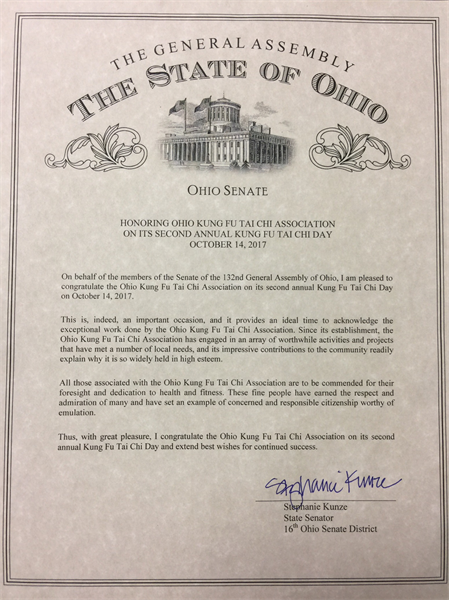 THE GENERAL ASSEMBLY
THE STATE OF OHIO
OHIO SENATE
HONORING OHIO KUNG FU TAI CHI ASSOCIATION
ON ITS SECOND ANNUAL KUNG FU TAI CHI DAY
OCTOBER 14, 2017
On behalf of the members of the Senate of the 132nd General Assembly of Ohio, I am pleased to
congratulate the Ohio Kung Fu Tai Chi Association on its second annual Kung Fu Tai Chi Day
on October 14, 2017.
This is, indeed, an important occasion, and it provides an ideal time to acknowledge the
exceptional work done by the Ohio Kung Fu Tai Chi Association. Since its establishment, the
Ohio Kung Fu Tai Chi Association has engaged in an array of worthwhile activities and projects
that have met a number of local needs, and its impressive contributions to the community readily
explain why it is so widely held in high esteem.
All those associated with the Ohio Kung Fu Tai Chi Association are to be commended for their
foresight and dedication to health and fitness. These fine people have earned the respect and
admiration of many and have set an example of concerned and responsible citizenship worthy of
emulation.
Thus, with great pleasure, I congratulate the Ohio Kung Fu Tai Chi Association on its second
annual Kung Fu Tai Chi Day and extend best wishes for continued success.
Stephanie Kunze
Stephanie Kunze
State Senator
16th Ohio Senate District